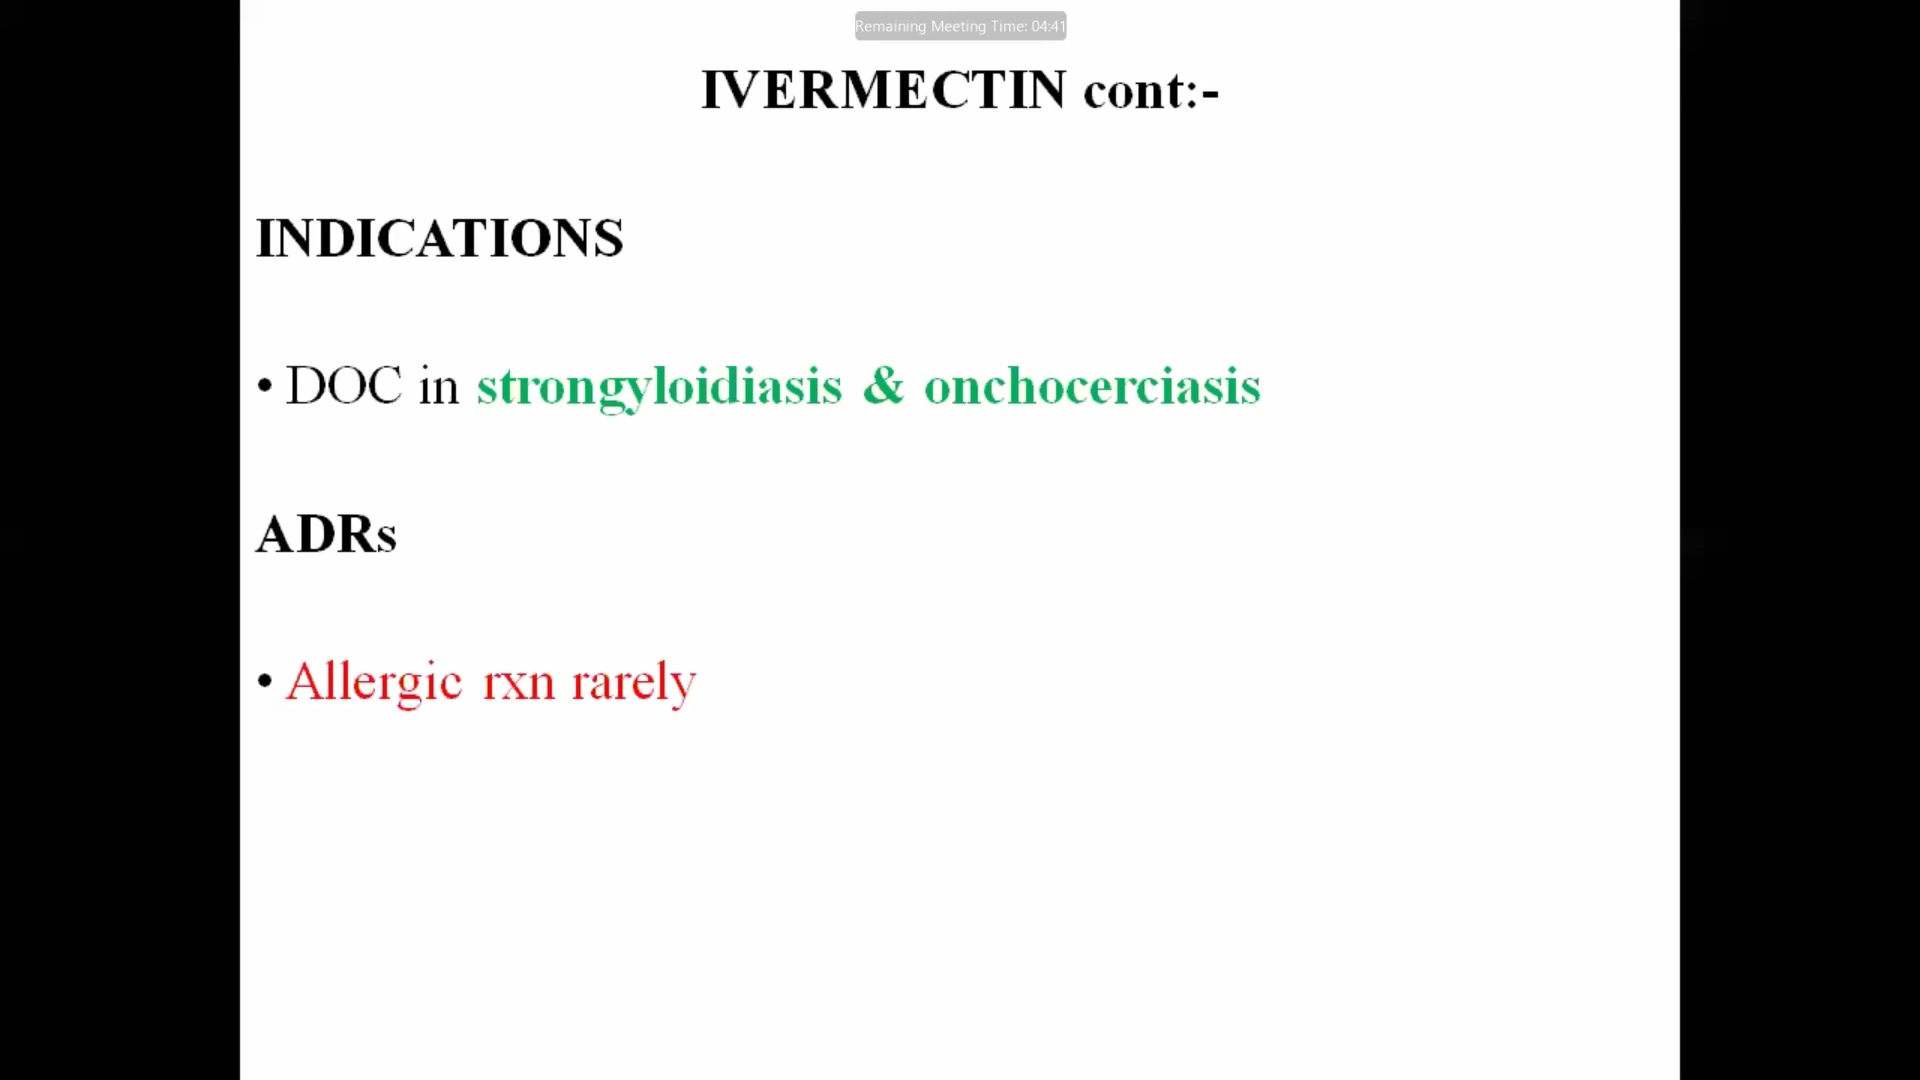 Remaining Meeting Time: 04:41
IVERMECTIN cont:-
INDICATIONS
• DOC in strongyloidiasis & onchocerciasis
ADRs
• Allergic rxn rarely